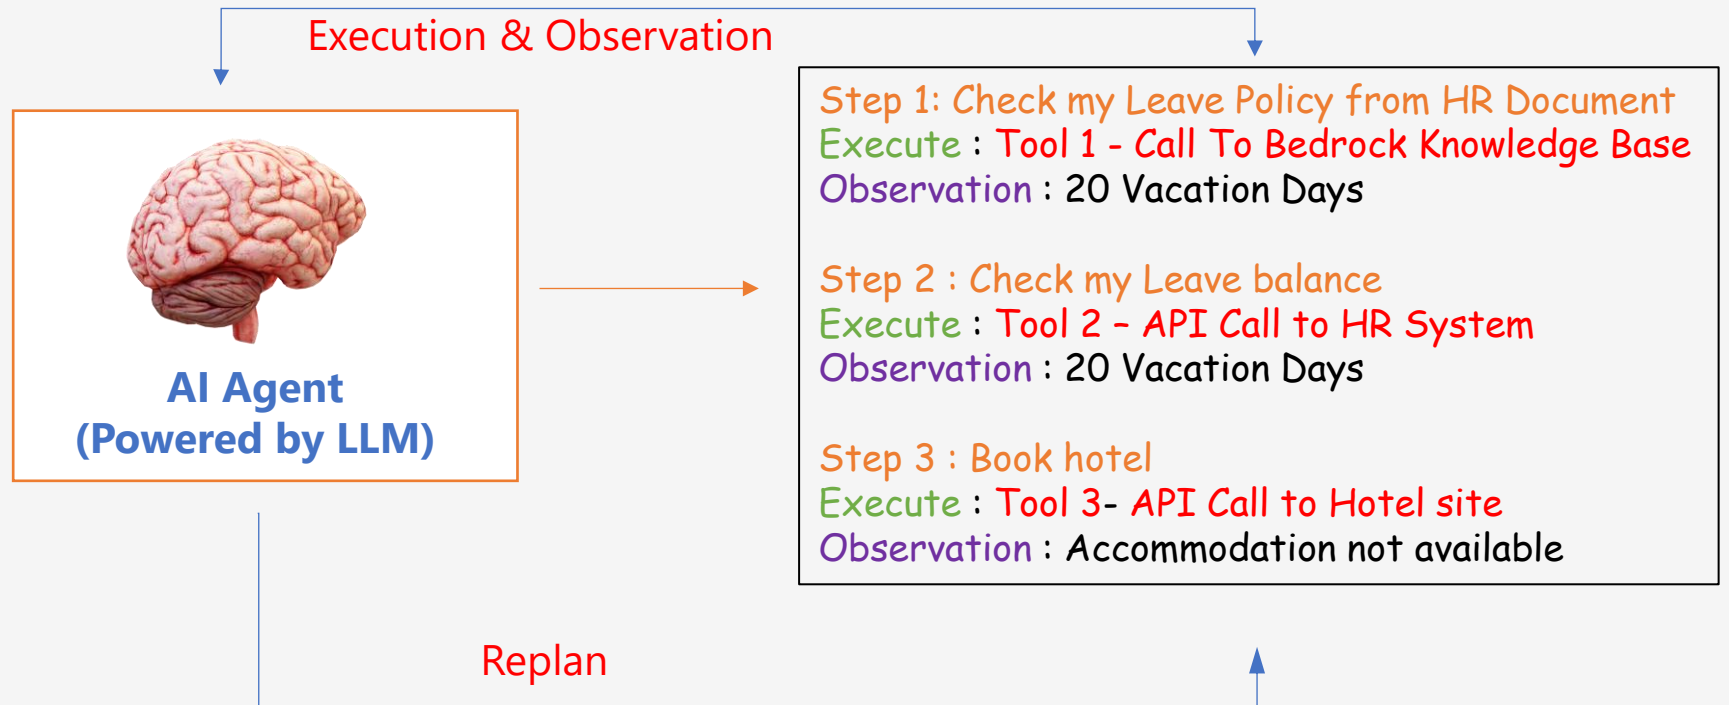 Execution & Observation
AI Agent
(Powered by LLM)
Step 1: Check my Leave Policy from HR Document
Execute : Tool 1 - Call To Bedrock Knowledge Base
Observation : 20 Vacation Days
Step 2 : Check my Leave balance
Execute : Tool 2 – API Call to HR System
Observation : 20 Vacation Days
Step 3 : Book hotel
Execute : Tool 3- API Call to Hotel site
Observation : Accommodation not available
Replan